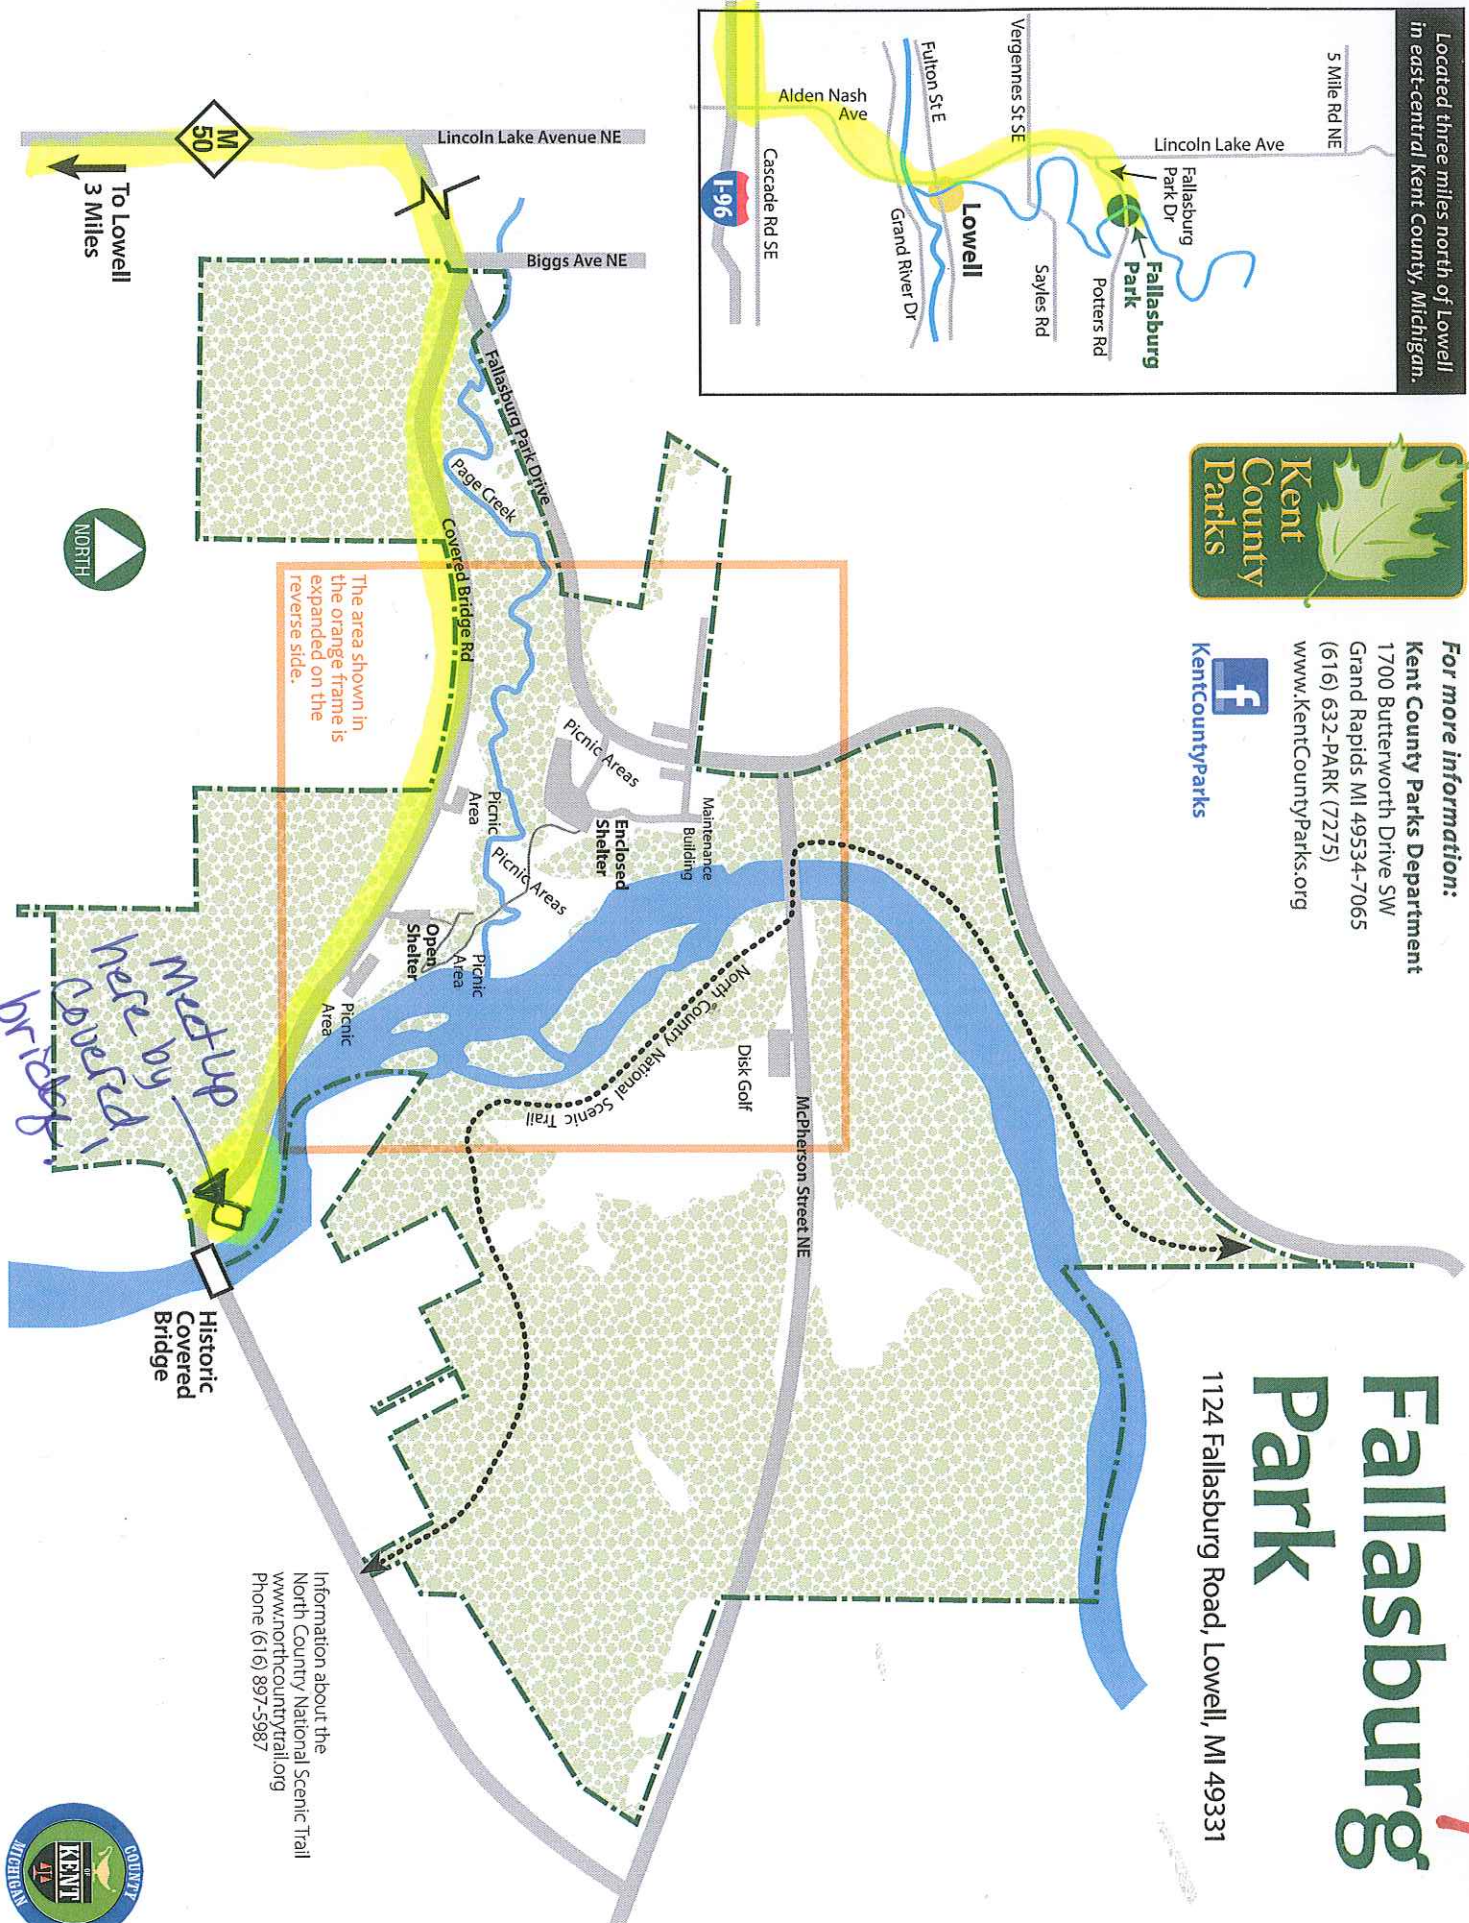 Located three miles north of Lowell
in east-central Kent County, Michigan.
5 Mile Rd NE
Lincoln Lake Ave
Fallasburg
Park Dr
Fallasburg
Park
Potters Rd
Vergennes St SE
Sayles Rd
Fulton St E
Lowell
Grand River Dr
Alden Nash
Ave
Cascade Rd SE
I-96
Kent
County
Parks
For more information:
Kent County Parks Department
1700 Butterworth Drive SW
Grand Rapids MI 49534-7065
(616) 632-PARK (7275)
www.KentCountyParks.org
f
KentCountyParks
Fallasburg
Park
1124 Fallasburg Road, Lowell, MI 49331
Lincoln Lake Avenue NE
M
50
To Lowell
3 Miles
Biggs Ave NE
Fallasburg Park Drive
Page Creek
Covered Bridge Rd
NORTH
The area shown in
the orange frame is
expanded on the
reverse side.
Picnic Areas
Maintenance
Building
Enclosed
Shelter
Picnic
Area
Picnic Areas
Open
Shelter
Picnic
Area
Picnic
Area
North Country National Scenic Trail
Disk Golf
McPherson Street NE
Meet up
here by
Covered
bridge!
Historic
Covered
Bridge
Information about the
North Country National Scenic Trail
www.northcountrytrail.org
Phone (616) 897-5987
COUNTY
OF
KENT
MICHIGAN